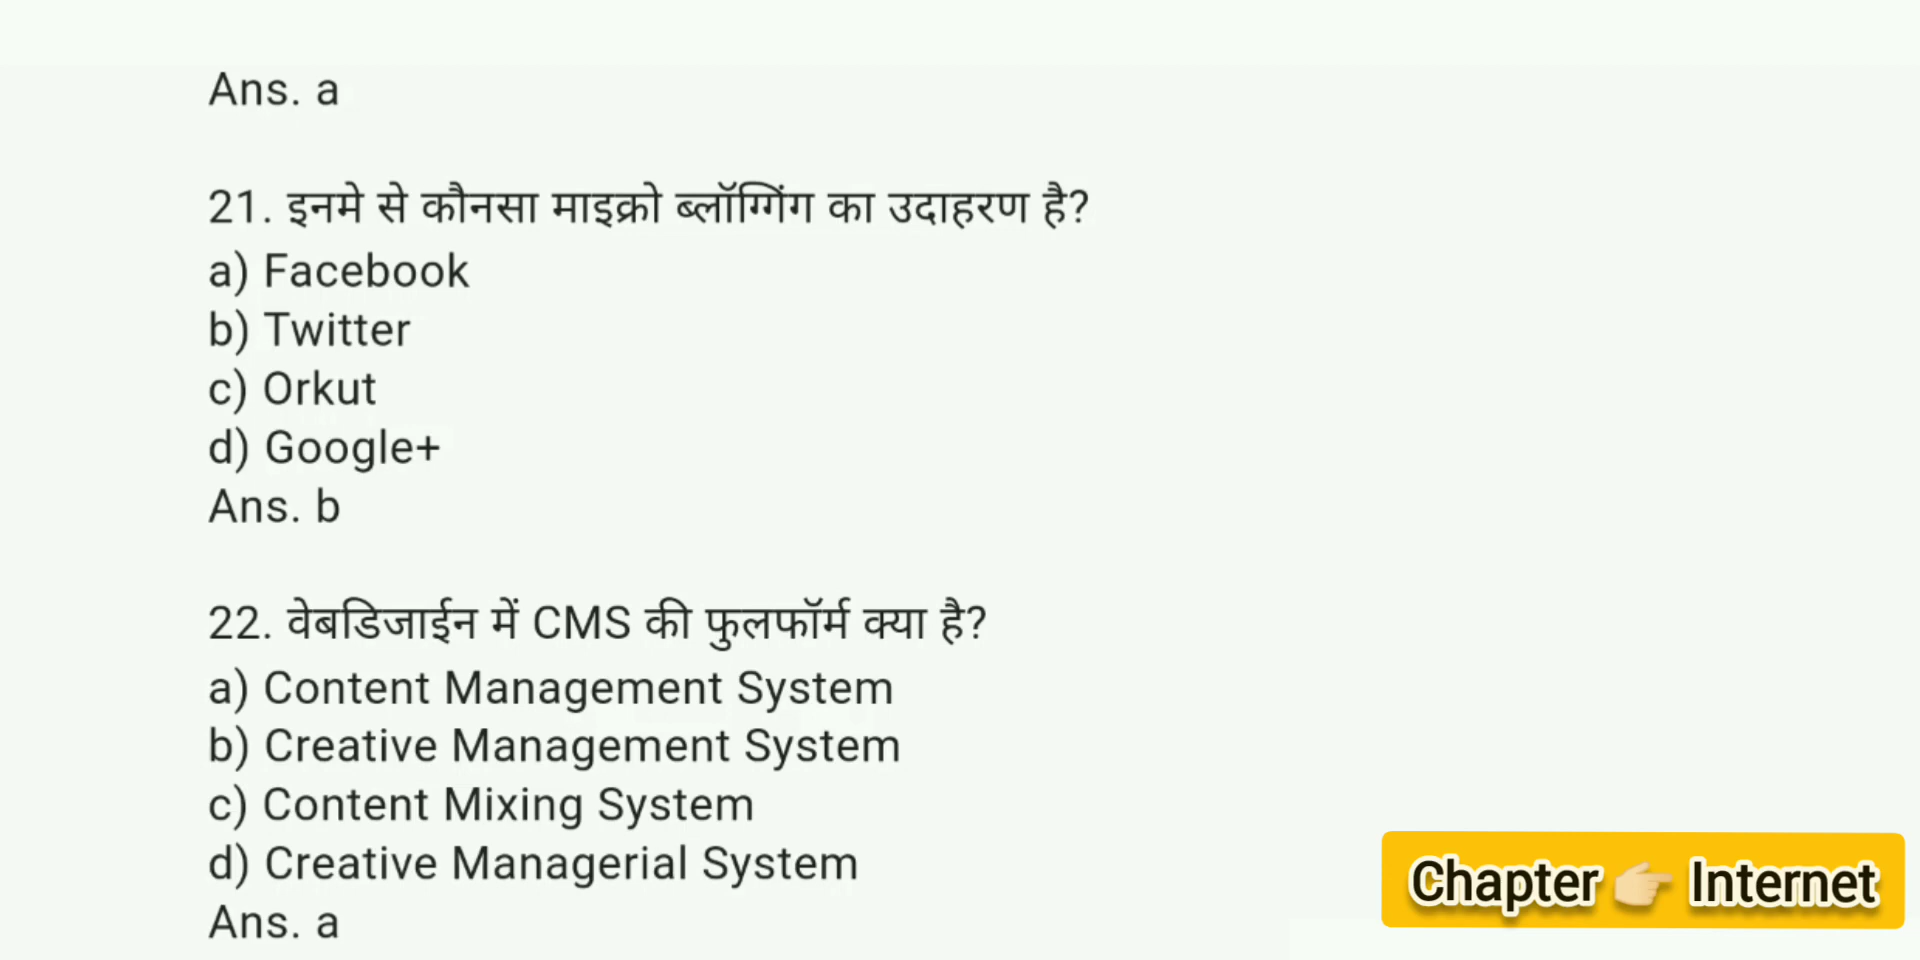 Ans. a
21. इनमे से कौनसा माइक्रो ब्लॉग्गिंग का उदाहरण है?
a) Facebook
b) Twitter
c) Orkut
d) Google+
Ans. b
22. वेबडिजाईन में CMS की फुलफॉर्म क्या है?
a) Content Management System
b) Creative Management System
c) Content Mixing System
d) Creative Managerial System
Ans. a
Chapter 👉 Internet